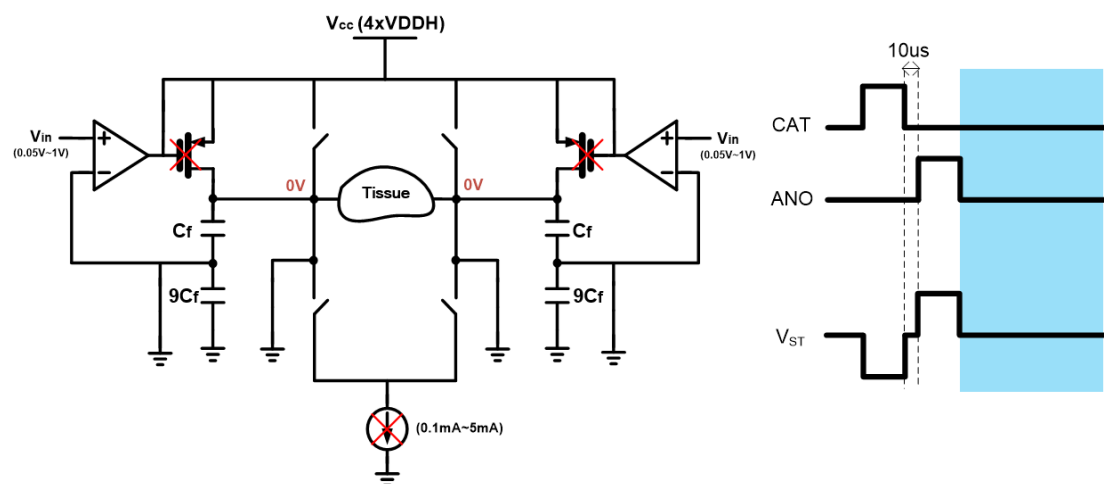 Vcc (4xVDDH)
10us
CAT
Vin
(0.05V~1V)
+
−
Vin
(0.05V~1V)
+
−
0V
Tissue
0V
ANO
Cf
Cf
9Cf
9Cf
VST
(0.1mA~5mA)